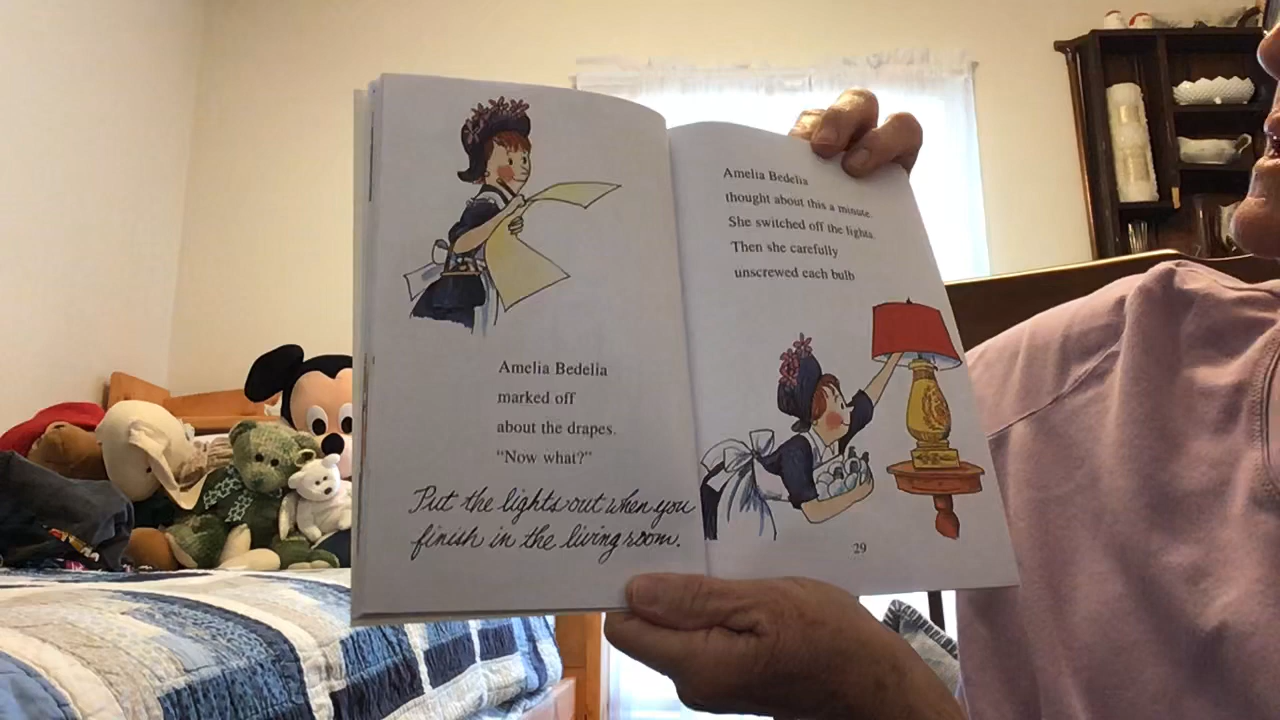 Amelia Bedelia
marked off
about the drapes.
“Now what?”
Put the lights out when you
finish in the living room.
Amelia Bedelia
thought about this a minute.
She switched off the lights.
Then she carefully
unscrewed each bulb
29